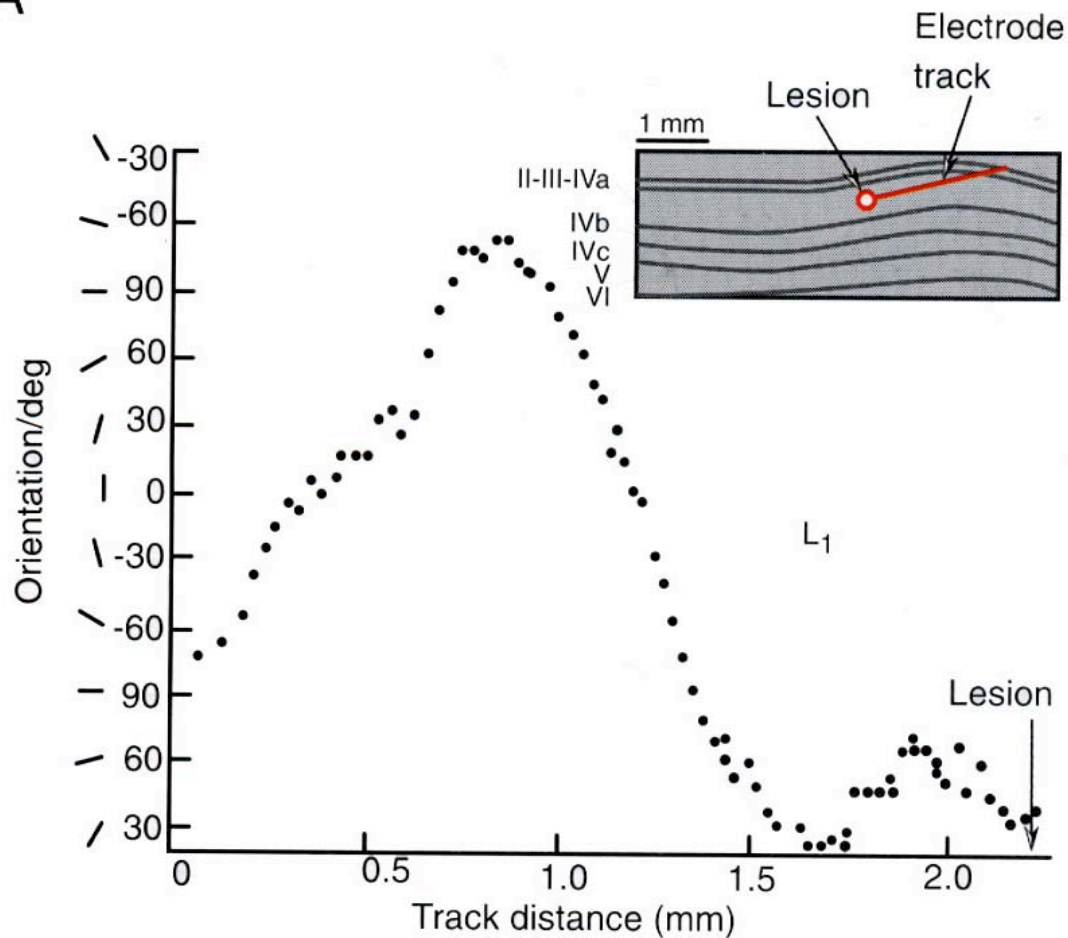 A
Electrode
track
Lesion
1 mm
II-III-IVa
IVb
IVc
V
VI
Orientation/deg
-30
-60
90
60
30
0
-30
-60
90
60
30
L1
Lesion
0 0.5 1.0 1.5 2.0
Track distance (mm)